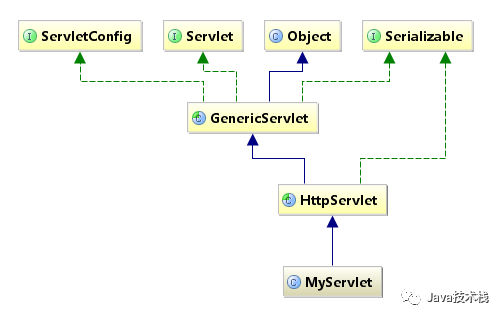 I ServletConfig
I Servlet
C Object
I Serializable
C GenericServlet
C HttpServlet
C MyServlet
Java技术栈